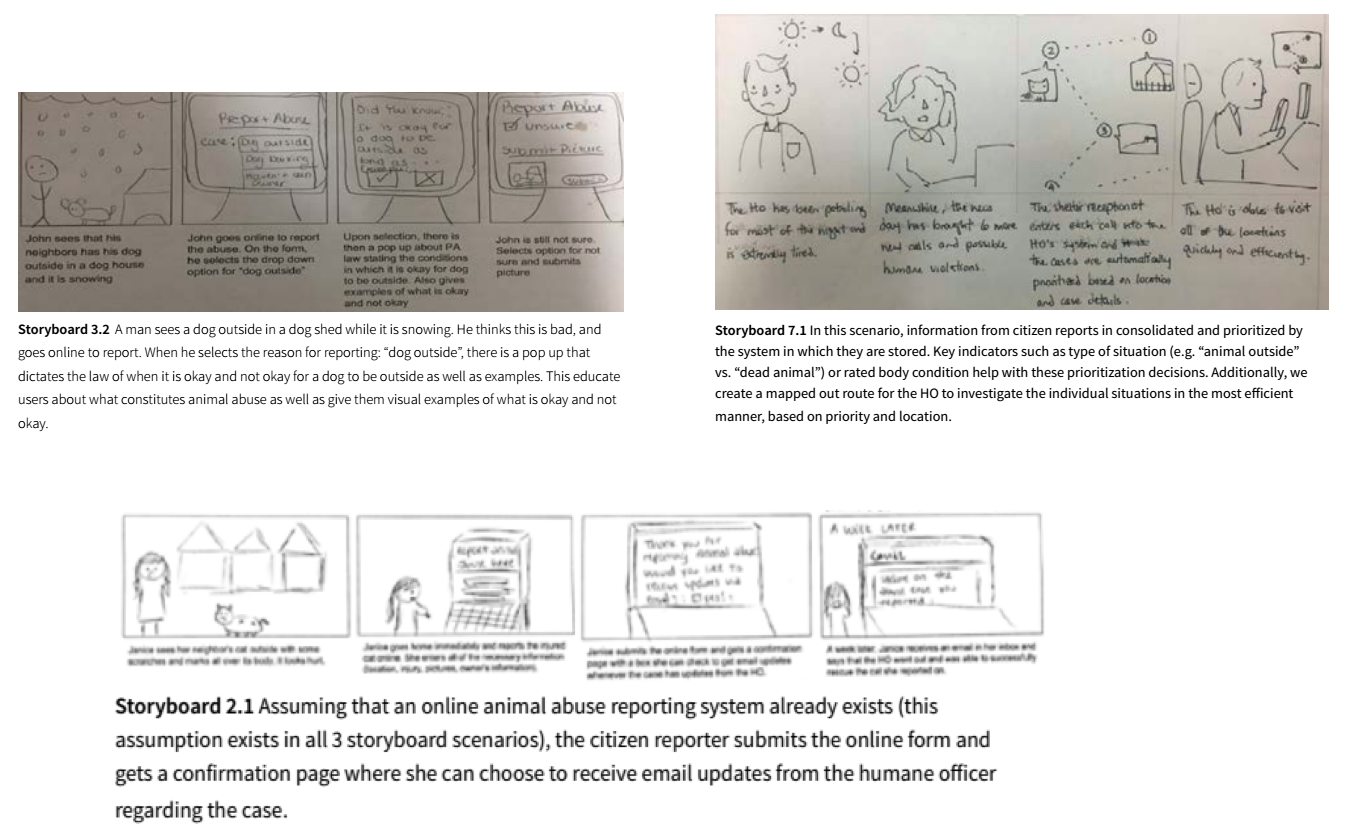 Report Abuse
case: Dog outside
Dog
owner
Did You Know:
It is okay for
a dog to be
outside as
long as...
Report Abuse
unsure
Submit Picture
Submit
John sees that his
neighbors has his dog
outside in a dog house
and it is snowing
John goes online to report
the abuse. On the form,
he selects the drop down
option for "dog outside"
Upon selection, there is
then a pop up about PA
law stating the conditions
in which it is okay for dog
to be outside. Also gives
examples of what is okay
and not okay
John is still not sure.
Selects option for not
sure and submits
picture
Storyboard 3.2 A man sees a dog outside in a dog shed while it is snowing. He thinks this is bad, and
goes online to report. When he selects the reason for reporting: “dog outside”, there is a pop up that
dictates the law of when it is okay and not okay for a dog to be outside as well as examples. This educate
users about what constitutes animal abuse as well as give them visual examples of what is okay and not
okay.
2
1
3
4
The HO has been patroling
for most of the night and
is extremely tired.
Meanwhile, the new
day has brought 10 more
new calls and possible
humane violations.
The shelter receptionist
enters each call into the
HO's system and
the cases are automatically
prioritized based on location
and case details.
The HO is able to visit
all of the locations
quickly and efficiently.
Storyboard 7.1 In this scenario, information from citizen reports in consolidated and prioritized by
the system in which they are stored. Key indicators such as type of situation (e.g. “animal outside”
vs. “dead animal”) or rated body condition help with these prioritization decisions. Additionally, we
create a mapped out route for the HO to investigate the individual situations in the most efficient
manner, based on priority and location.
Thank you for
reporting animal abuse
would you like to
receive updates via
email?
A WEEK LATER
Gmail
Janice sees her neighbor's cat outside with some
scratches and marks all over its body. It looks hurt.
Janice goes home immediately and reports the injured
cat online. She enters all of the necessary information
(location, injury, pictures, owner's information).
Janice submits the online form and gets a confirmation
page with a box she can check to get email updates
whenever the case has updates from the HO.
A week later, Janice receives an email in her inbox and
says that the HO went out and was able to successfully
rescue the cat she reported on.
Storyboard 2.1 Assuming that an online animal abuse reporting system already exists (this
assumption exists in all 3 storyboard scenarios), the citizen reporter submits the online form and
gets a confirmation page where she can choose to receive email updates from the humane officer
regarding the case.